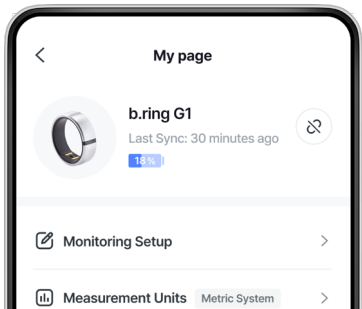 My page
b.ring G1
Last Sync: 30 minutes ago
18%
Monitoring Setup
Measurement Units Metric System